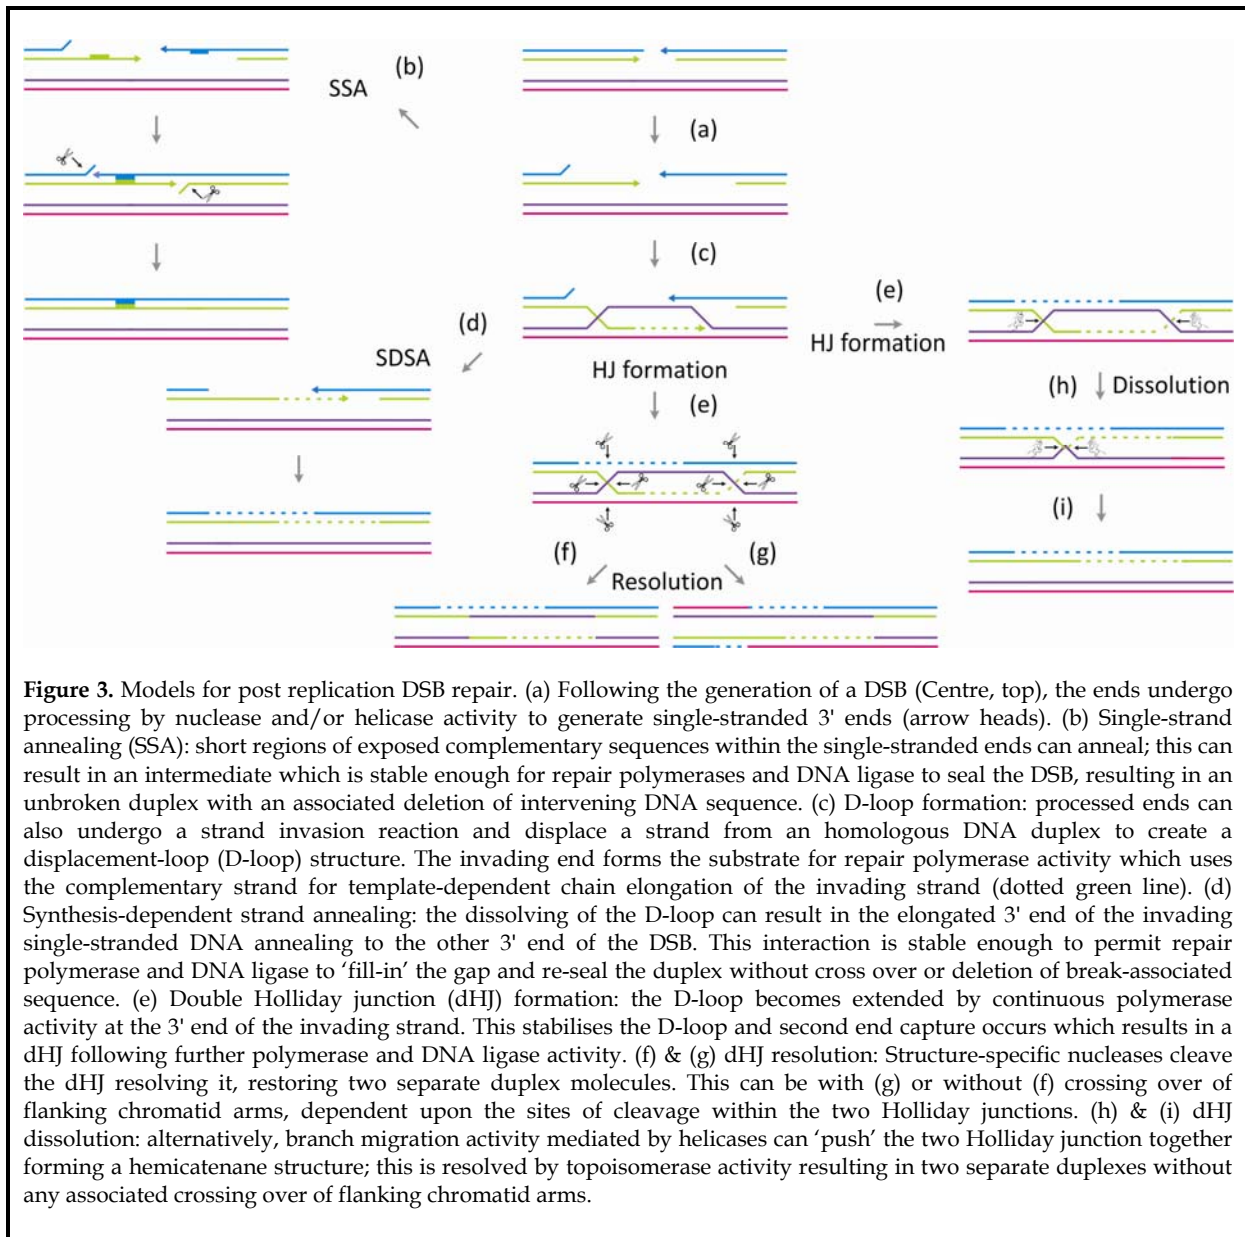 (b)
SSA
(a)
(c)
(e)
HJ formation
(d)
SDSA
HJ formation
(e)
(h) Dissolution
(i)
(f)
(g)
Resolution
Figure 3. Models for post replication DSB repair. (a) Following the generation of a DSB (Centre, top), the ends undergo
processing by nuclease and/or helicase activity to generate single-stranded 3' ends (arrow heads). (b) Single-strand
annealing (SSA): short regions of exposed complementary sequences within the single-stranded ends can anneal; this can
result in an intermediate which is stable enough for repair polymerases and DNA ligase to seal the DSB, resulting in an
unbroken duplex with an associated deletion of intervening DNA sequence. (c) D-loop formation: processed ends can
also undergo a strand invasion reaction and displace a strand from an homologous DNA duplex to create a
displacement-loop (D-loop) structure. The invading end forms the substrate for repair polymerase activity which uses
the complementary strand for template-dependent chain elongation of the invading strand (dotted green line). (d)
Synthesis-dependent strand annealing: the dissolving of the D-loop can result in the elongated 3' end of the invading
single-stranded DNA annealing to the other 3' end of the DSB. This interaction is stable enough to permit repair
polymerase and DNA ligase to ‘fill-in’ the gap and re-seal the duplex without cross over or deletion of break-associated
sequence. (e) Double Holliday junction (dHJ) formation: the D-loop becomes extended by continuous polymerase
activity at the 3' end of the invading strand. This stabilises the D-loop and second end capture occurs which results in a
dHJ following further polymerase and DNA ligase activity. (f) & (g) dHJ resolution: Structure-specific nucleases cleave
the dHJ resolving it, restoring two separate duplex molecules. This can be with (g) or without (f) crossing over of
flanking chromatid arms, dependent upon the sites of cleavage within the two Holliday junctions. (h) & (i) dHJ
dissolution: alternatively, branch migration activity mediated by helicases can ‘push’ the two Holliday junction together
forming a hemicatenane structure; this is resolved by topoisomerase activity resulting in two separate duplexes without
any associated crossing over of flanking chromatid arms.